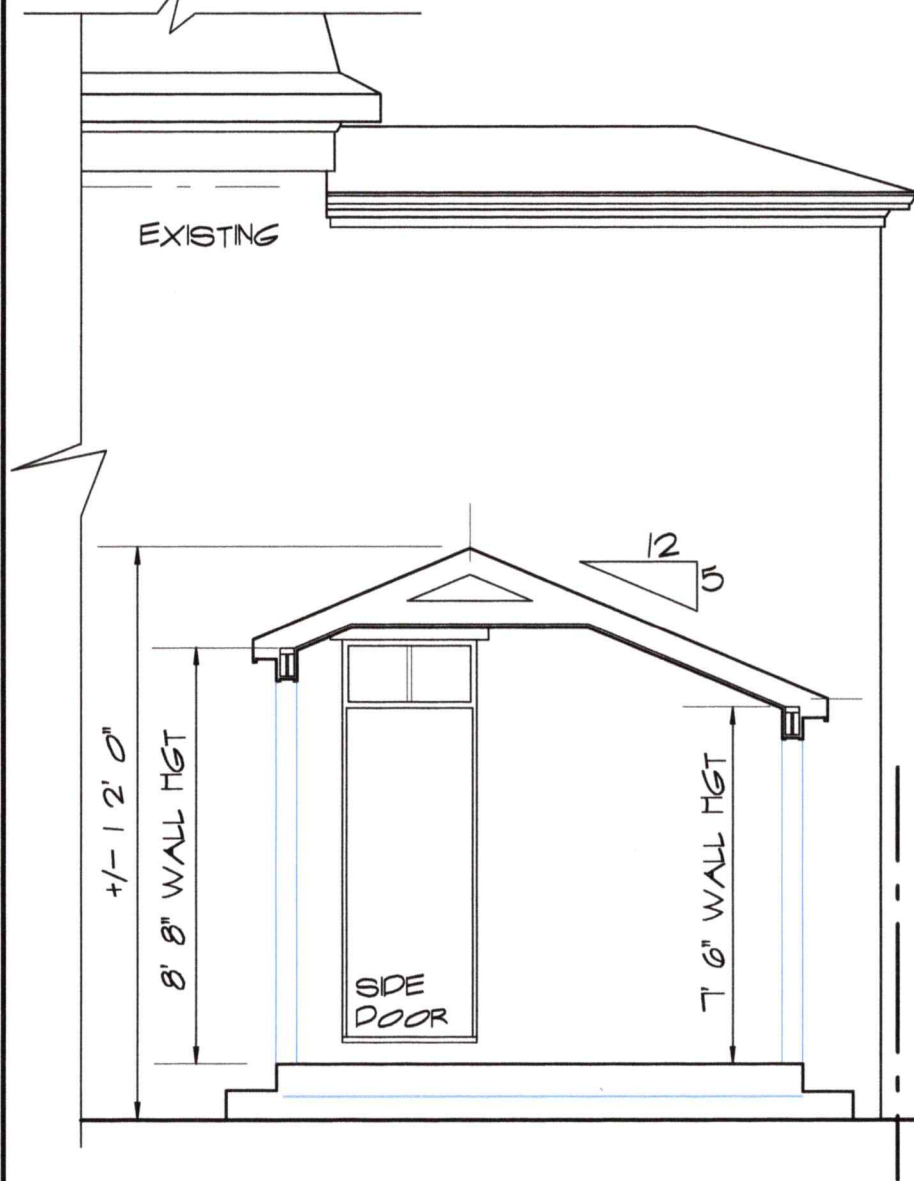 EXISTING
12
5
+/- 12' 0"
8' 8" WALL HGT
7' 6" WALL HGT
SIDE
DOOR